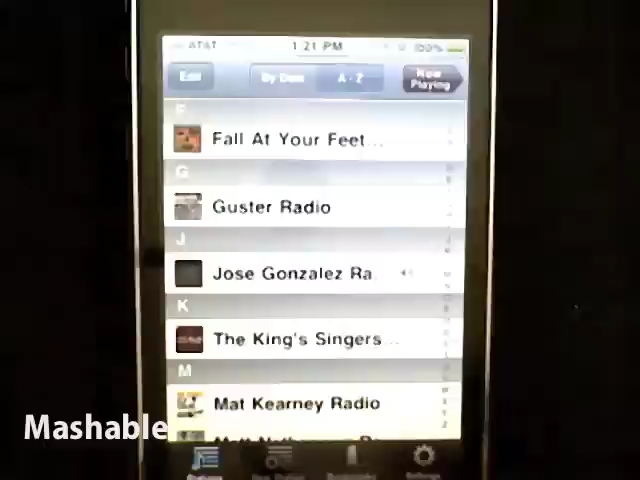 AT&T 1:21 PM 100%
Edit By Date A - Z Now Playing
F
Fall At Your Feet...
G
Guster Radio
J
Jose Gonzalez Ra
K
The King's Singers...
M
Mat Kearney Radio
Mashable
Settings